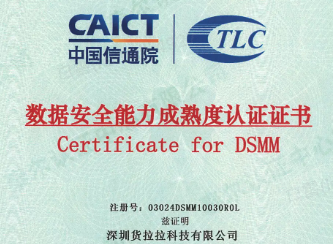 CAICT
中国信通院
TLC
数据安全能力成熟度认证证书
Certificate for DSMM
注册号：03024DSMM10030R0L
兹证明
深圳货拉拉科技有限公司